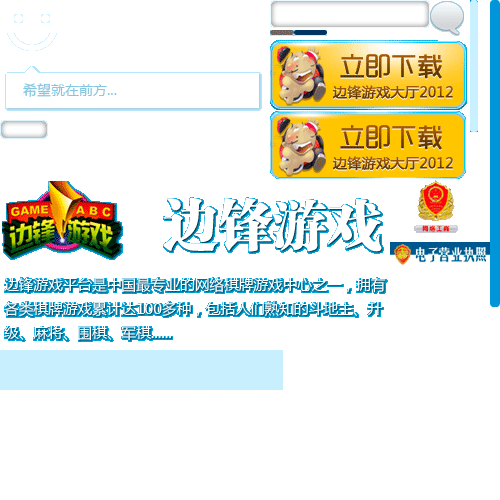 希望就在前方...
立即下载
边锋游戏大厅2012
立即下载
边锋游戏大厅2012
GAME ABC
边锋游戏
边锋游戏
网络工商
电子营业执照
边锋游戏平台是中国最专业的网络棋牌游戏中心之一，拥有
各类棋牌游戏累计达100多种，包括人们熟知的斗地主、升
级、麻将、围棋、军棋......